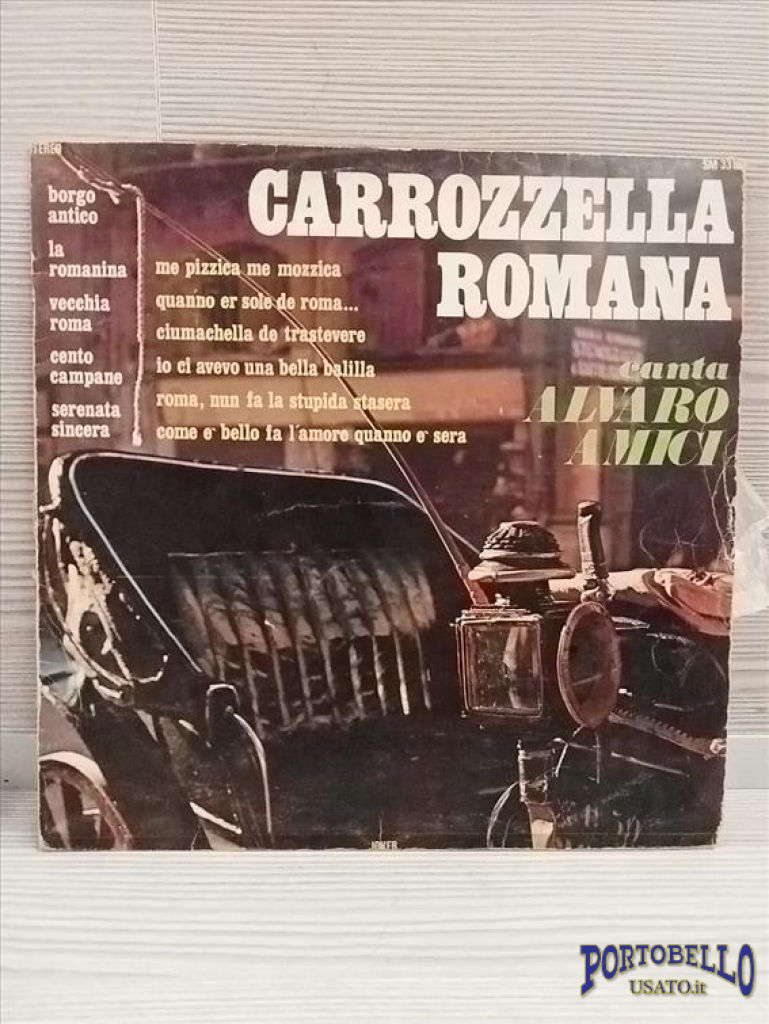 STEREO
CARROZZELLA
ROMANA
canta
ALVARO
AMICI
borgo
antico
la
romanina
vecchia
roma
cento
campane
serenata
sincera
me pizzica me mozzica
quanno er sole de roma...
ciumachella de trastevere
io ci avevo una bella balilla
roma, nun fa la stupida stasera
come e` bello fa l'amore quanno e` sera
JOKER
PORTOBELLO
USATO.it